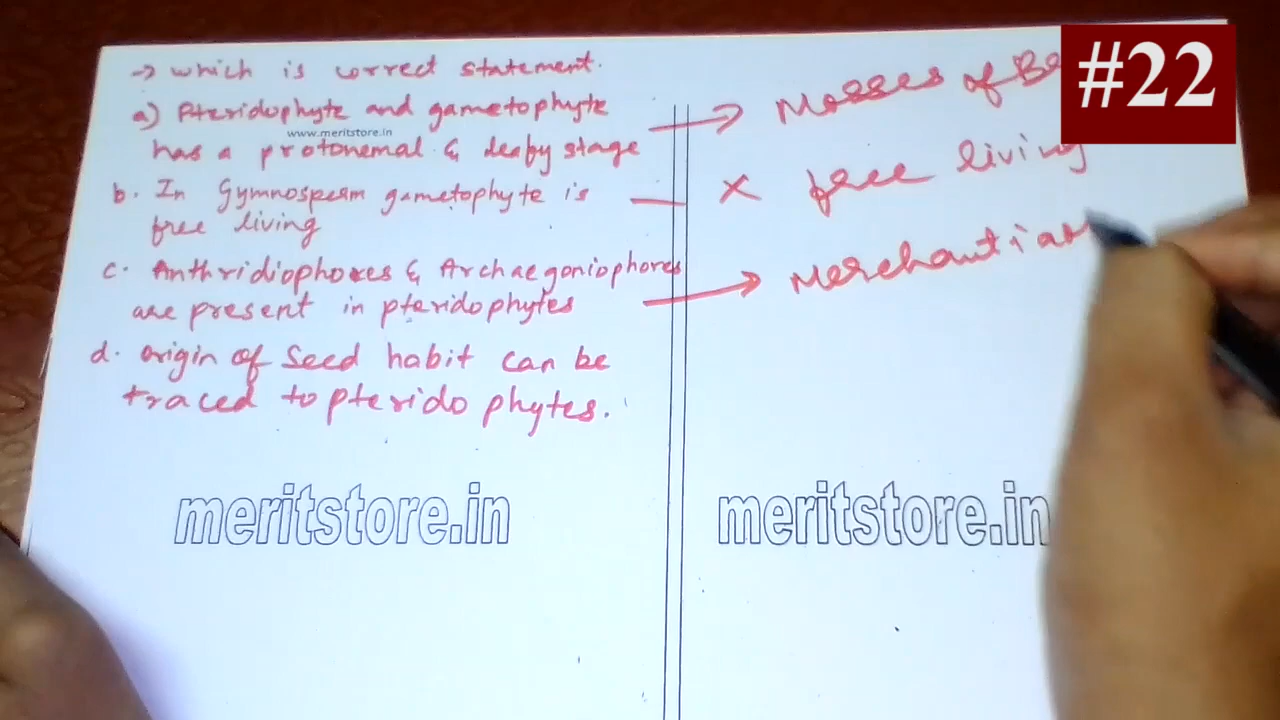 #22
→ which is correct statement.
a) Pteridophyte and gametophyte
www.meritstore.in
has a protonemal & leafy stage
→ Mosses of
b. In Gymnosperm gametophyte is
free living
— × free living
c. Anthridiophores & Archaegoniophores
are present in pteridophytes
→ Merchantia
d. origin of seed habit can be
traced to pteridophytes.
meritstore.in
meritstore.in